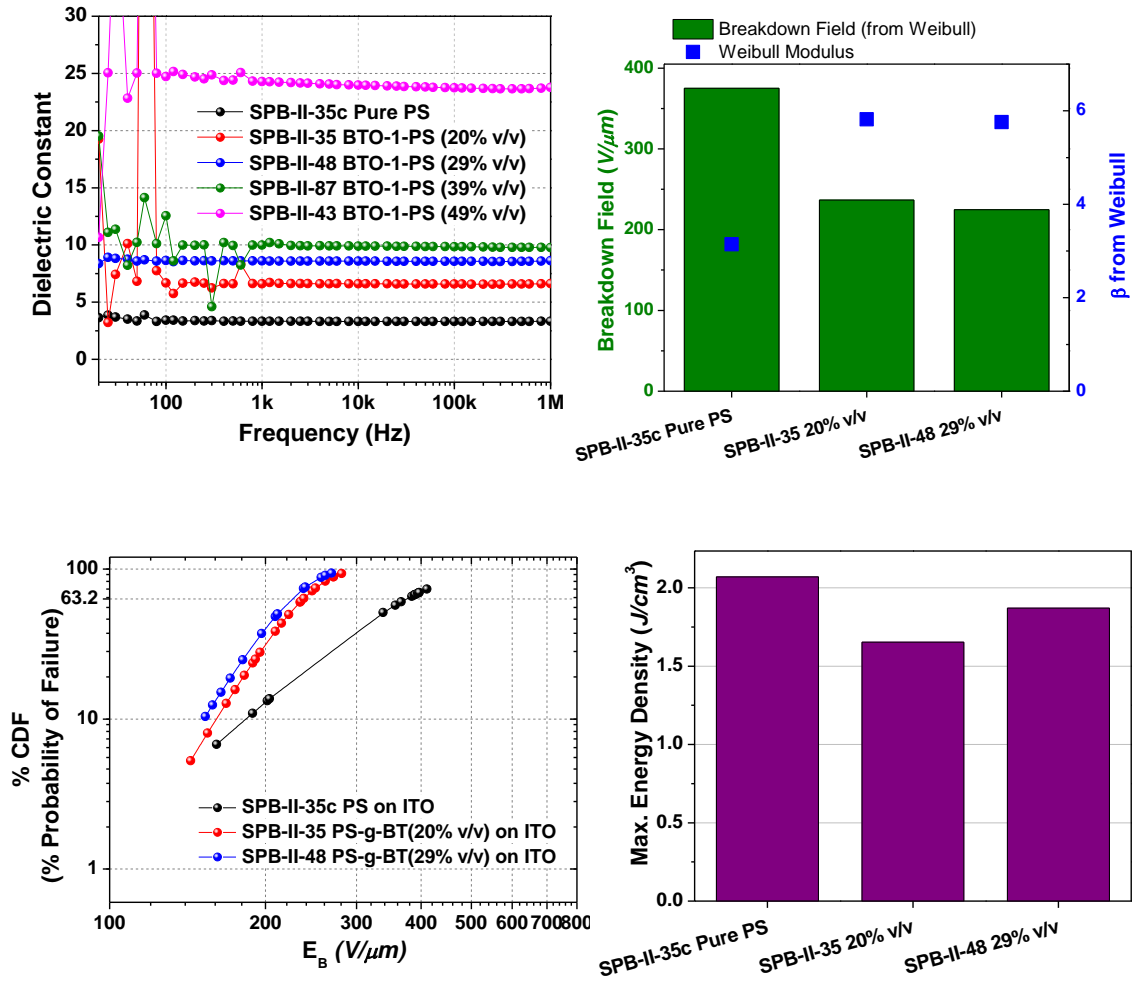 30
25
20
15
10
5
0
Dielectric Constant
SPB-II-35c Pure PS
SPB-II-35 BTO-1-PS (20% v/v)
SPB-II-48 BTO-1-PS (29% v/v)
SPB-II-87 BTO-1-PS (39% v/v)
SPB-II-43 BTO-1-PS (49% v/v)
100 1k 10k 100k 1M
Frequency (Hz)
Breakdown Field (from Weibull)
Weibull Modulus
400
300
200
100
0
Breakdown Field (V/μm)
6
4
2
0
β from Weibull
SPB-II-35c Pure PS
SPB-II-35 20% v/v
SPB-II-48 29% v/v
100
63.2
10
1
% CDF
(% Probability of Failure)
SPB-II-35c PS on ITO
SPB-II-35 PS-g-BT(20% v/v) on ITO
SPB-II-48 PS-g-BT(29% v/v) on ITO
100 200 300 400 500 600 700 800
E_B (V/μm)
2.0
1.5
1.0
0.5
0.0
Max. Energy Density (J/cm³)
SPB-II-35c Pure PS
SPB-II-35 20% v/v
SPB-II-48 29% v/v